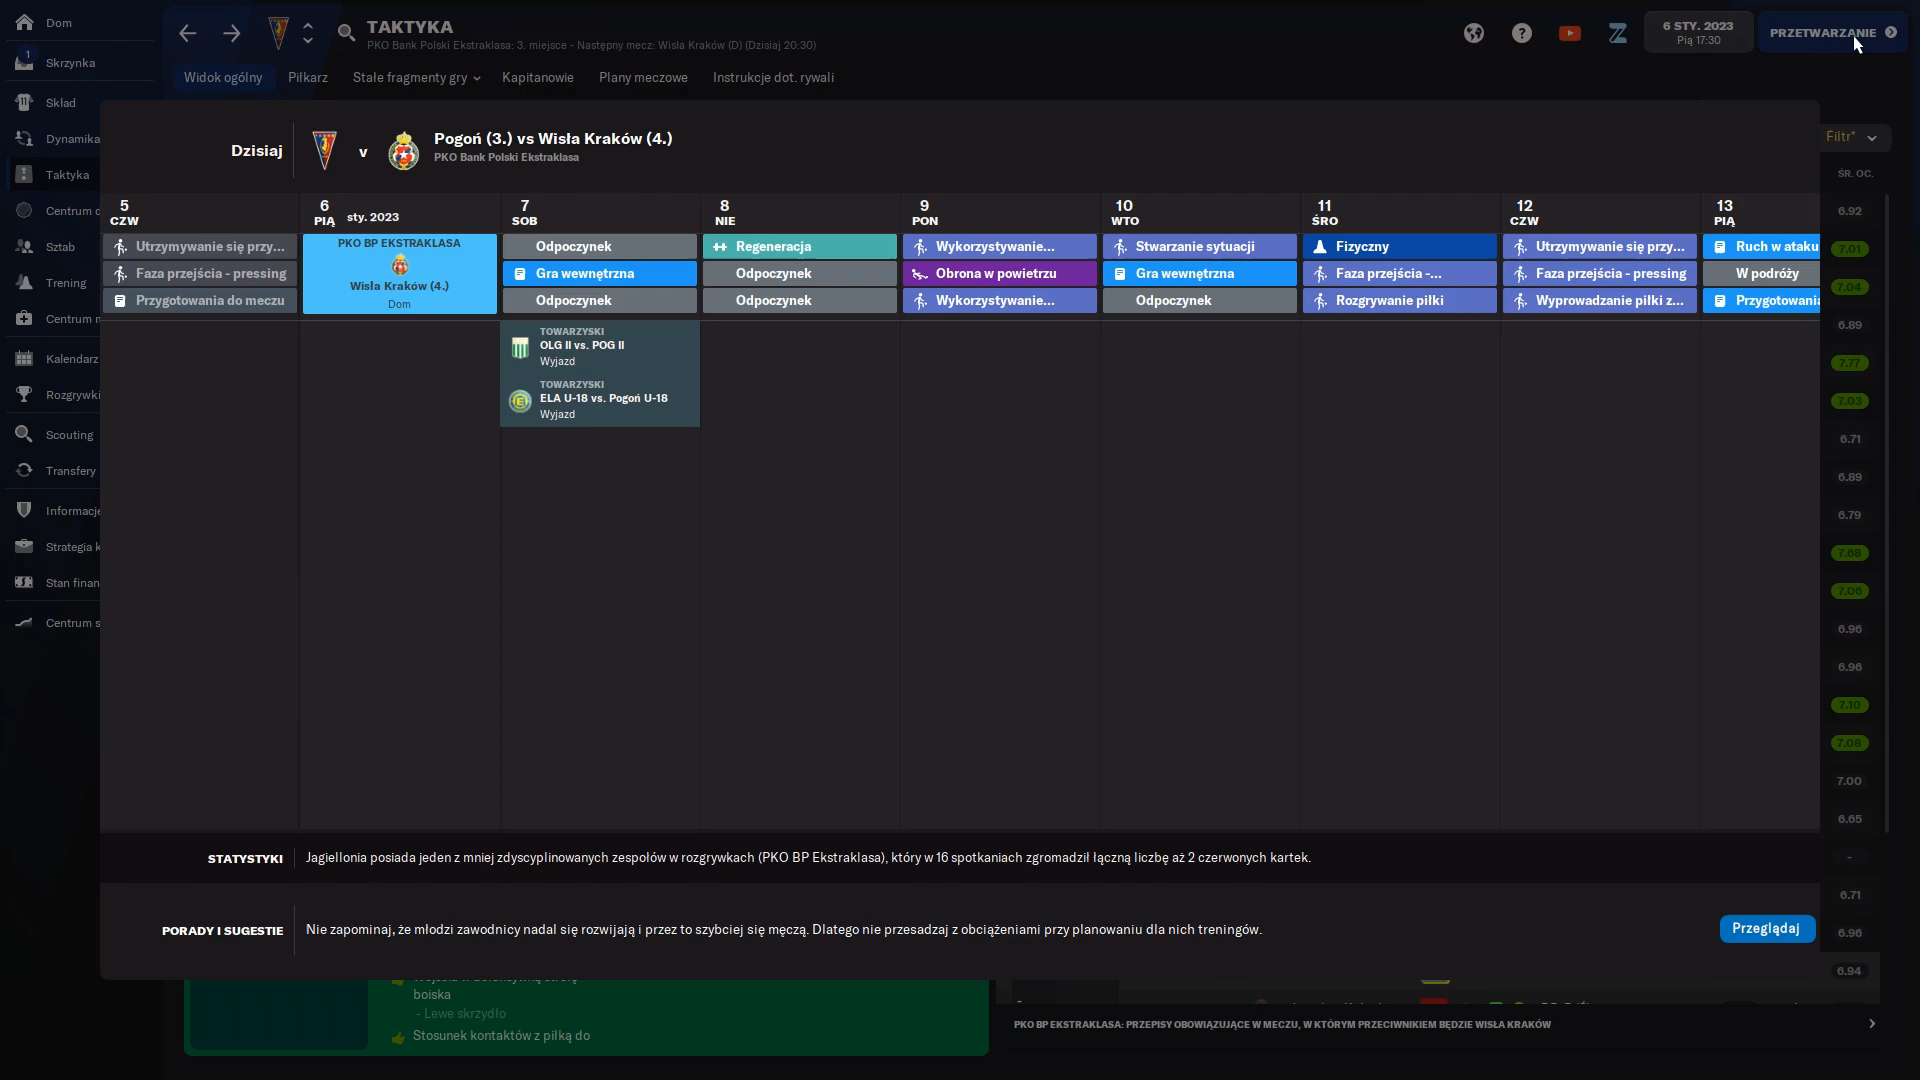 Dom
1
Skrzynka
Skład
Dynamika
Taktyka
Centrum d
Sztab
Trening
Centrum m
Kalendarz
Rozgrywki
Scouting
Transfery
Informacje
Strategia k
Stan finan
Centrum s
TAKTYKA
PKO Bank Polski Ekstraklasa: 3. miejsce - Następny mecz: Wisła Kraków (D) (Dzisiaj 20:30)
6 STY. 2023
Pią 17:30
PRZETWARZANIE
Widok ogólny
Piłkarz
Stałe fragmenty gry
Kapitanowie
Plany meczowe
Instrukcje dot. rywali
Dzisiaj
v
Pogoń (3.) vs Wisła Kraków (4.)
PKO Bank Polski Ekstraklasa
Filtr*
5
CZW
6
PIĄ sty. 2023
7
SOB
8
NIE
9
PON
10
WTO
11
ŚRO
12
CZW
13
PIĄ
Utrzymywanie się przy...
Faza przejścia - pressing
Przygotowania do meczu
PKO BP EKSTRAKLASA
Wisła Kraków (4.)
Dom
Odpoczynek
Gra wewnętrzna
Odpoczynek
Regeneracja
Odpoczynek
Odpoczynek
Wykorzystywanie...
Obrona w powietrzu
Wykorzystywanie...
Stwarzanie sytuacji
Gra wewnętrzna
Odpoczynek
Fizyczny
Faza przejścia -...
Rozgrywanie piłki
Utrzymywanie się przy...
Faza przejścia - pressing
Wyprowadzanie piłki z...
Ruch w ataku
W podróży
Przygotowania
TOWARZYSKI
OLG II vs. POG II
Wyjazd
TOWARZYSKI
ELA U-18 vs. Pogoń U-18
Wyjazd
ŚR. OC.
6.92
7.01
7.04
6.89
7.77
7.03
6.71
6.89
6.79
7.68
7.06
6.96
6.96
7.10
7.08
7.00
6.65
-
6.71
6.96
6.94
STATYSTYKI
Jagiellonia posiada jeden z mniej zdyscyplinowanych zespołów w rozgrywkach (PKO BP Ekstraklasa), który w 16 spotkaniach zgromadził łączną liczbę aż 2 czerwonych kartek.
PORADY I SUGESTIE
Nie zapominaj, że młodzi zawodnicy nadal się rozwijają i przez to szybciej się męczą. Dlatego nie przesadzaj z obciążeniami przy planowaniu dla nich treningów.
Przeglądaj
boiska
- Lewe skrzydło
Stosunek kontaktów z piłką do
PKO BP EKSTRAKLASA: PRZEPISY OBOWIĄZUJĄCE W MECZU, W KTÓRYM PRZECIWNIKIEM BĘDZIE WISŁA KRAKÓW